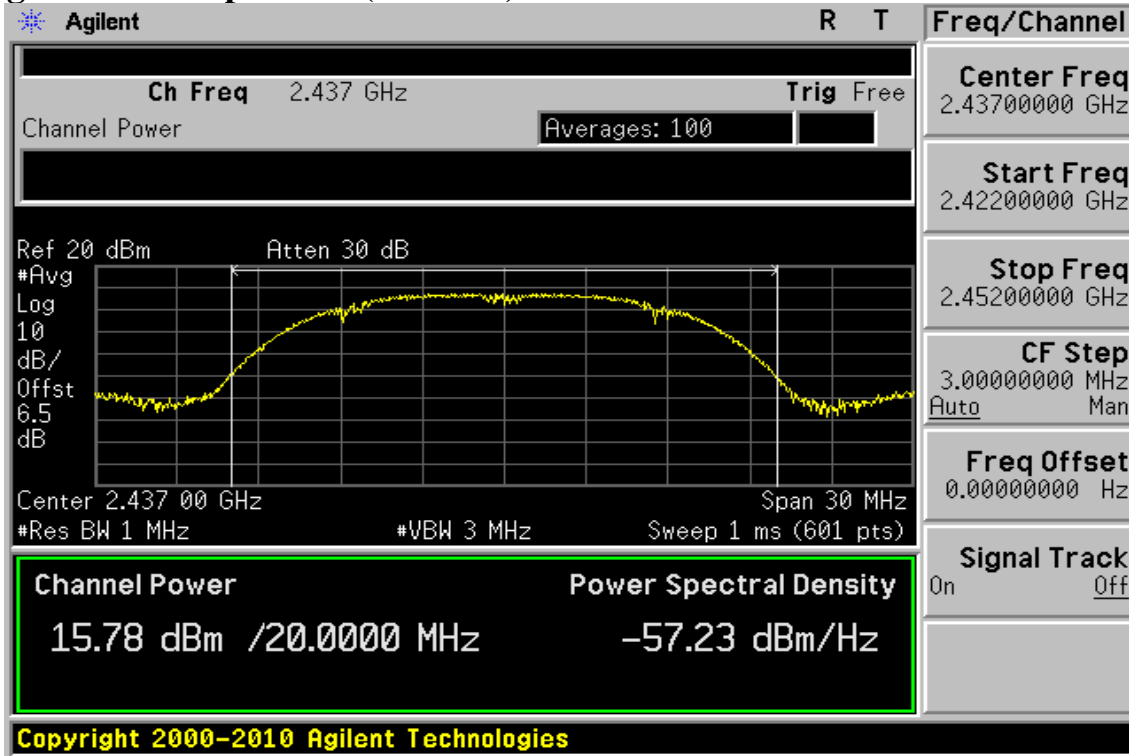 Agilent R T Freq/Channel
Ch Freq 2.437 GHz Trig Free
Channel Power Averages: 100
Center Freq
2.43700000 GHz
Start Freq
2.42200000 GHz
Stop Freq
2.45200000 GHz
CF Step
3.00000000 MHz
Auto Man
Freq Offset
0.00000000 Hz
Signal Track
On Off
Ref 20 dBm Atten 30 dB
#Avg
Log
10
dB/
Offst
6.5
dB
Center 2.437 00 GHz Span 30 MHz
#Res BW 1 MHz #VBW 3 MHz Sweep 1 ms (601 pts)
Channel Power Power Spectral Density
15.78 dBm /20.0000 MHz -57.23 dBm/Hz
Copyright 2000-2010 Agilent Technologies